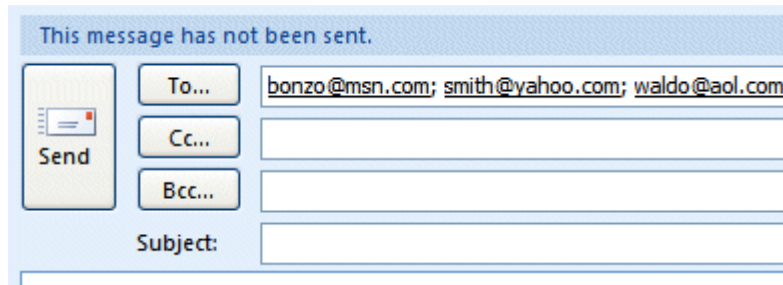 This message has not been sent.
To... bonzo@msn.com; smith@yahoo.com; waldo@aol.com
Cc...
Send
Bcc...
Subject: